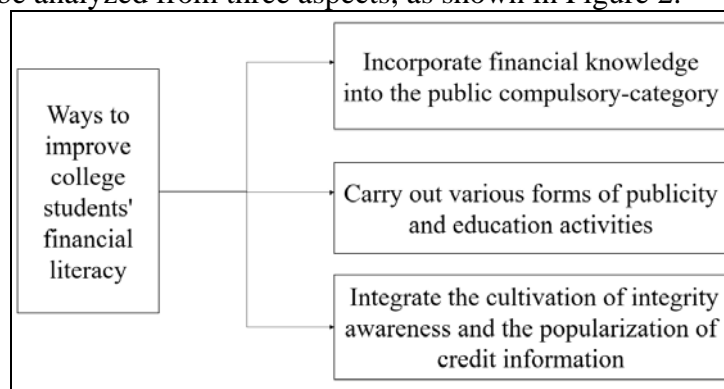 be analyzed from three aspects, as shown in Figure 2.
Ways to
improve
college
students'
financial
literacy
Incorporate financial knowledge
into the public compulsory-category
Carry out various forms of publicity
and education activities
Integrate the cultivation of integrity
awareness and the popularization of
credit information